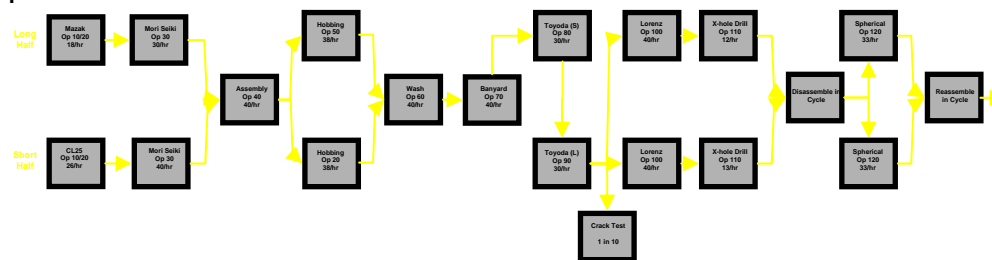 Long
Half
Mazak
Op 10/20
18/hr
Mori Seiki
Op 30
30/hr
Assembly
Op 40
40/hr
Hobbing
Op 50
38/hr
Wash
Op 60
40/hr
Banyard
Op 70
40/hr
Toyoda (S)
Op 80
30/hr
Lorenz
Op 100
40/hr
X-hole Drill
Op 110
12/hr
Disassemble in
Cycle
Spherical
Op 120
33/hr
Reassemble
in Cycle
Short
Half
CL25
Op 10/20
26/hr
Mori Seiki
Op 30
40/hr
Hobbing
Op 20
38/hr
Toyoda (L)
Op 90
30/hr
Lorenz
Op 100
40/hr
X-hole Drill
Op 110
13/hr
Spherical
Op 120
33/hr
Crack Test
1 in 10